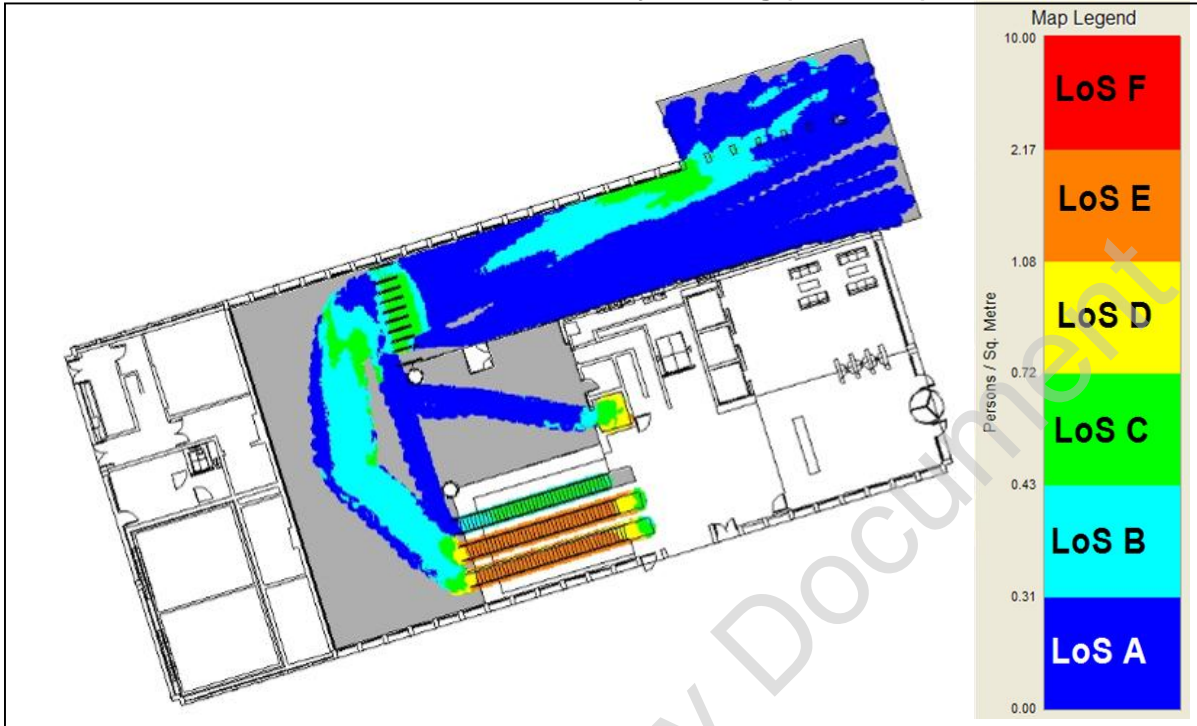 Map Legend
10.00
LoS F
2.17
LoS E
1.08
LoS D
0.72
LoS C
0.43
LoS B
0.31
LoS A
0.00
Persons / Sq. Metre
y Document